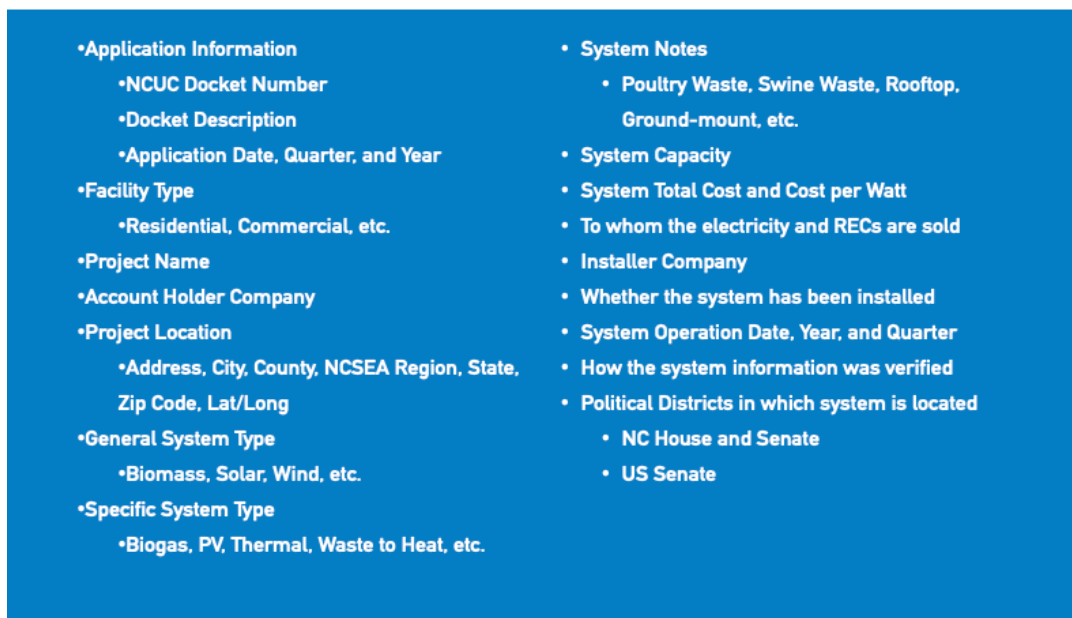 •Application Information
•NCUC Docket Number
•Docket Description
•Application Date, Quarter, and Year
•Facility Type
•Residential, Commercial, etc.
•Project Name
•Account Holder Company
•Project Location
•Address, City, County, NCSEA Region, State,
Zip Code, Lat/Long
•General System Type
•Biomass, Solar, Wind, etc.
•Specific System Type
•Biogas, PV, Thermal, Waste to Heat, etc.
• System Notes
• Poultry Waste, Swine Waste, Rooftop,
Ground-mount, etc.
• System Capacity
• System Total Cost and Cost per Watt
• To whom the electricity and RECs are sold
• Installer Company
• Whether the system has been installed
• System Operation Date, Year, and Quarter
• How the system information was verified
• Political Districts in which system is located
• NC House and Senate
• US Senate